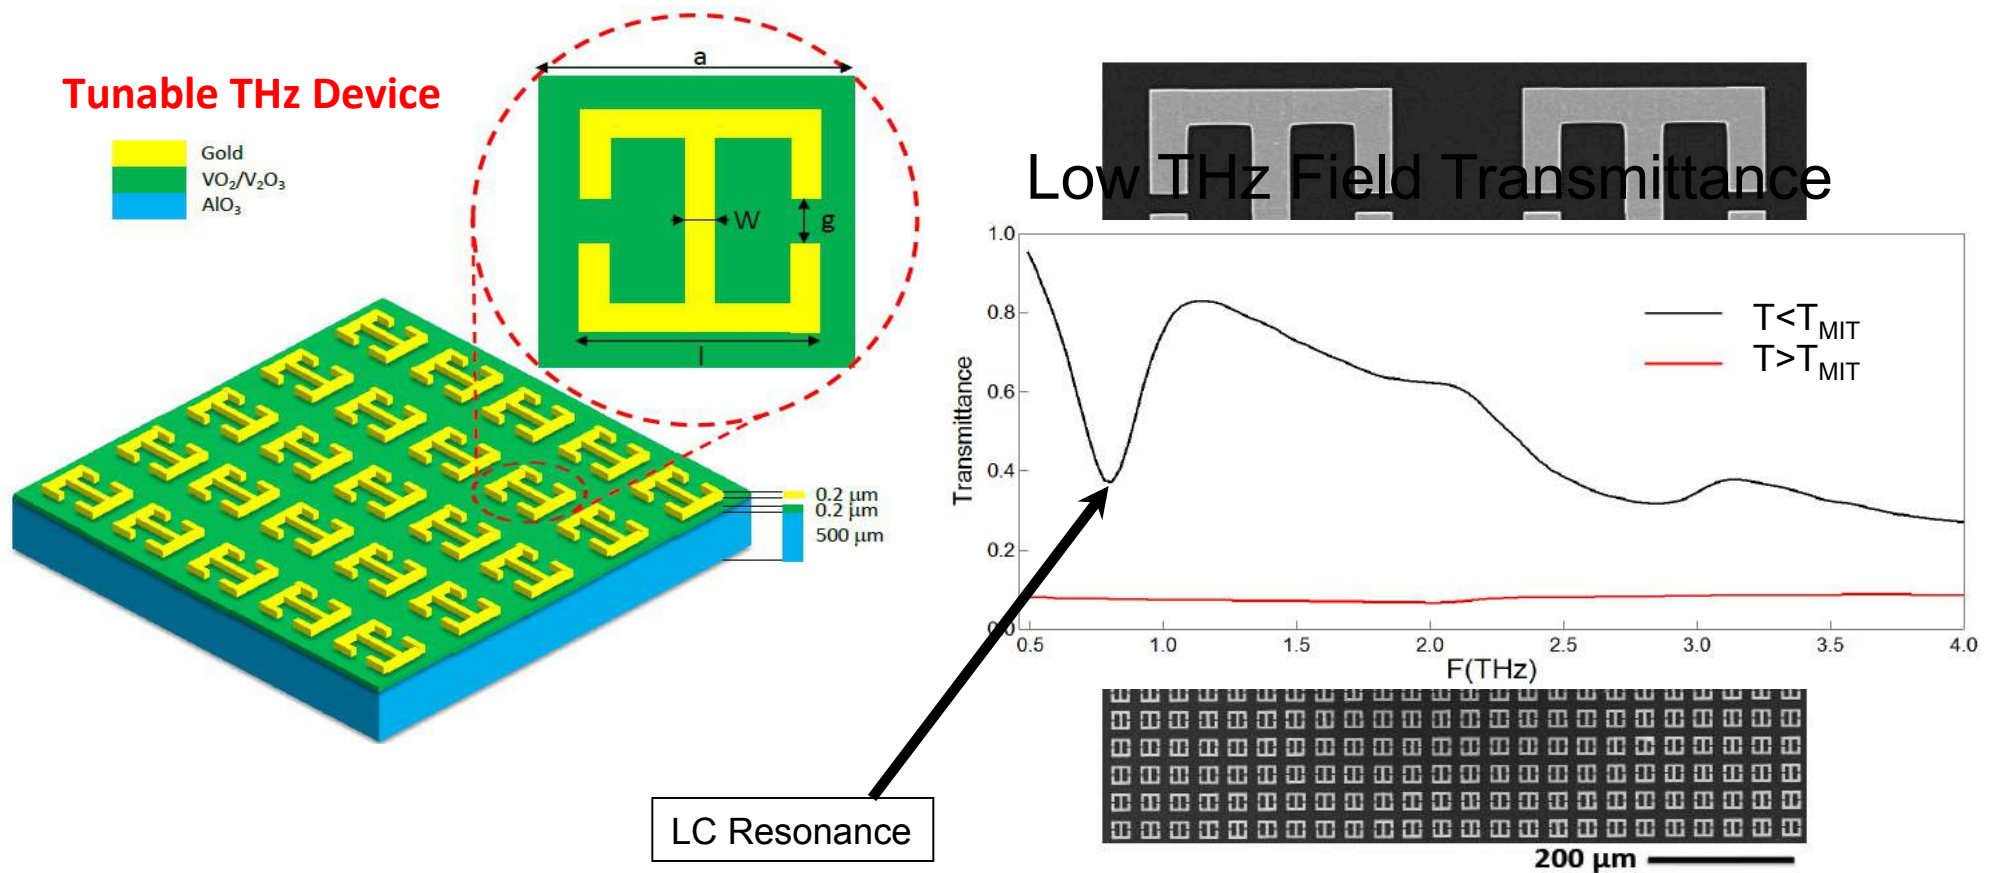 Tunable THz Device
Gold
VO₂/V₂O₃
AlO₃
a
W
g
l
0.2 μm
0.2 μm
500 μm
Low THz Field Transmittance
1.0
0.8
0.6
0.4
0.2
0.0
Transmittance
T<T_MIT
T>T_MIT
0.5 1.0 1.5 2.0 2.5 3.0 3.5 4.0
F(THz)
LC Resonance
200 μm